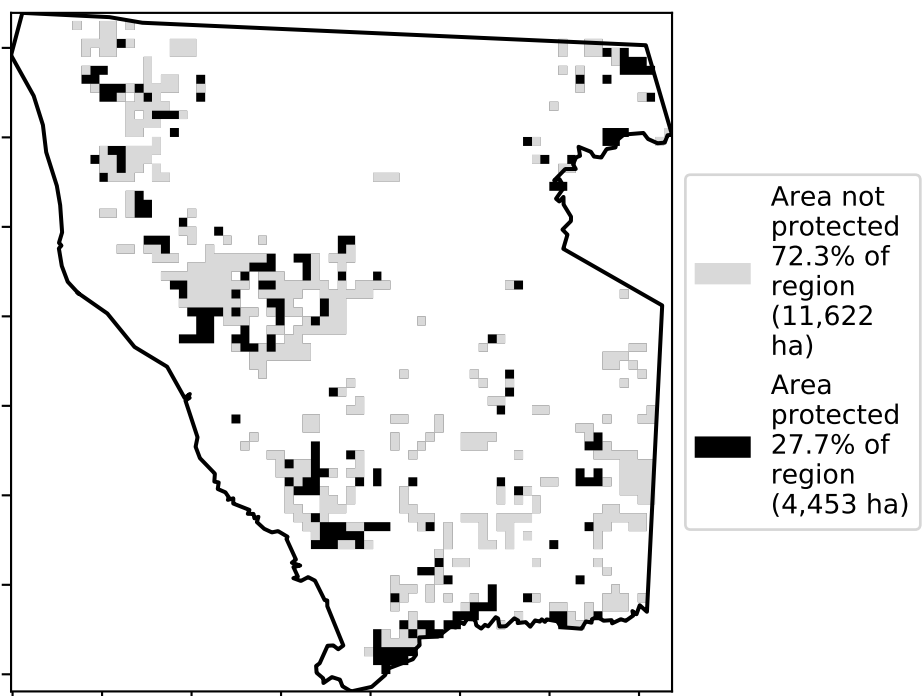 Area not
protected
72.3% of
region
(11,622
ha)
Area
protected
27.7% of
region
(4,453 ha)